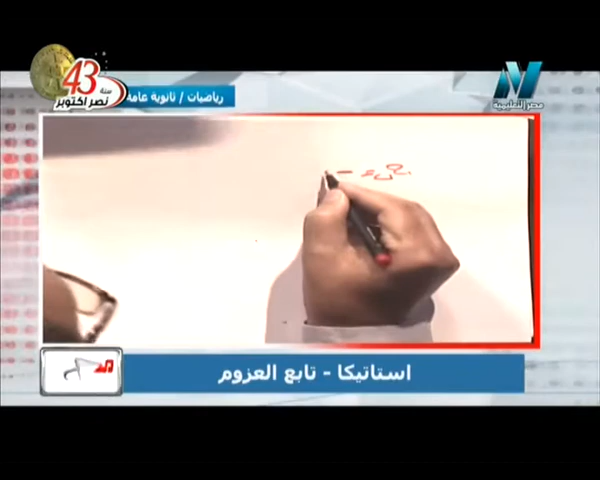 43
سنة
نصر اكتوبر
رياضيات / ثانوية عامة
مصر التعليمية
استاتيكا - تابع العزوم